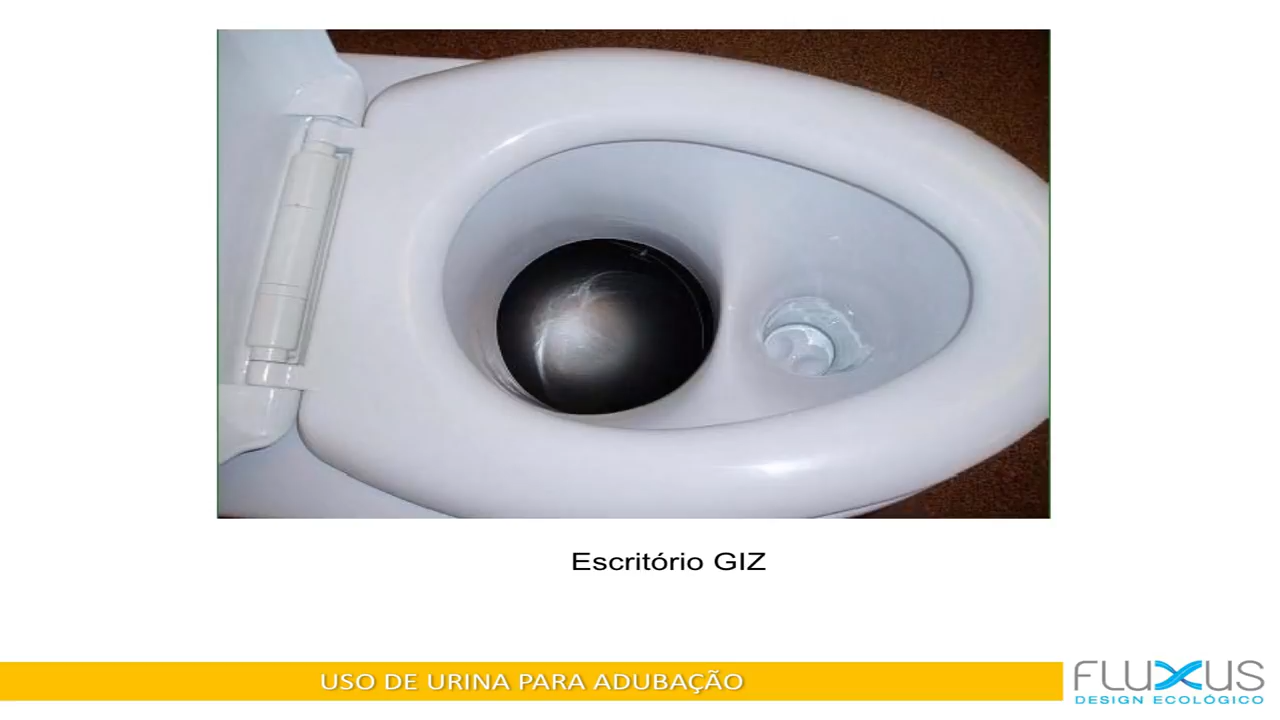 Escritório GIZ
USO DE URINA PARA ADUBAÇÃO
FLUXUS
DESIGN ECOLÓGICO